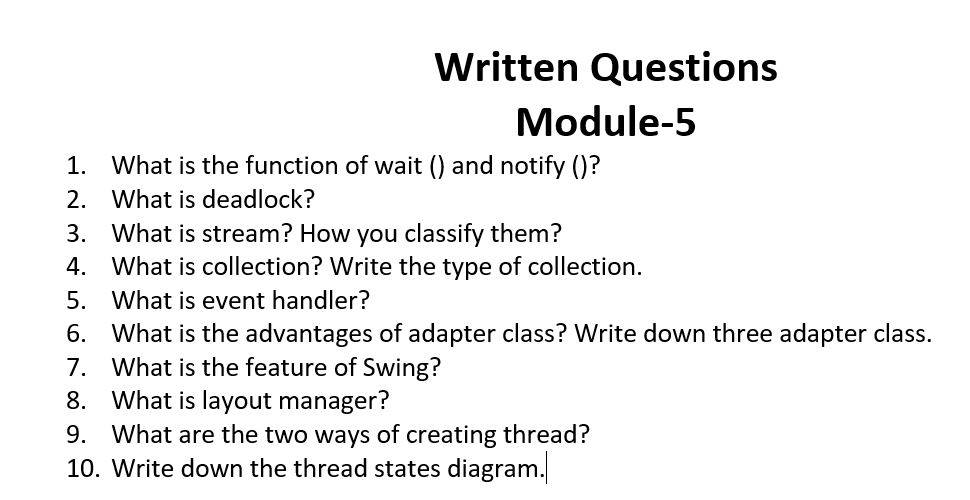 Written Questions
Module-5
1. What is the function of wait () and notify ()?
2. What is deadlock?
3. What is stream? How you classify them?
4. What is collection? Write the type of collection.
5. What is event handler?
6. What is the advantages of adapter class? Write down three adapter class.
7. What is the feature of Swing?
8. What is layout manager?
9. What are the two ways of creating thread?
10. Write down the thread states diagram.